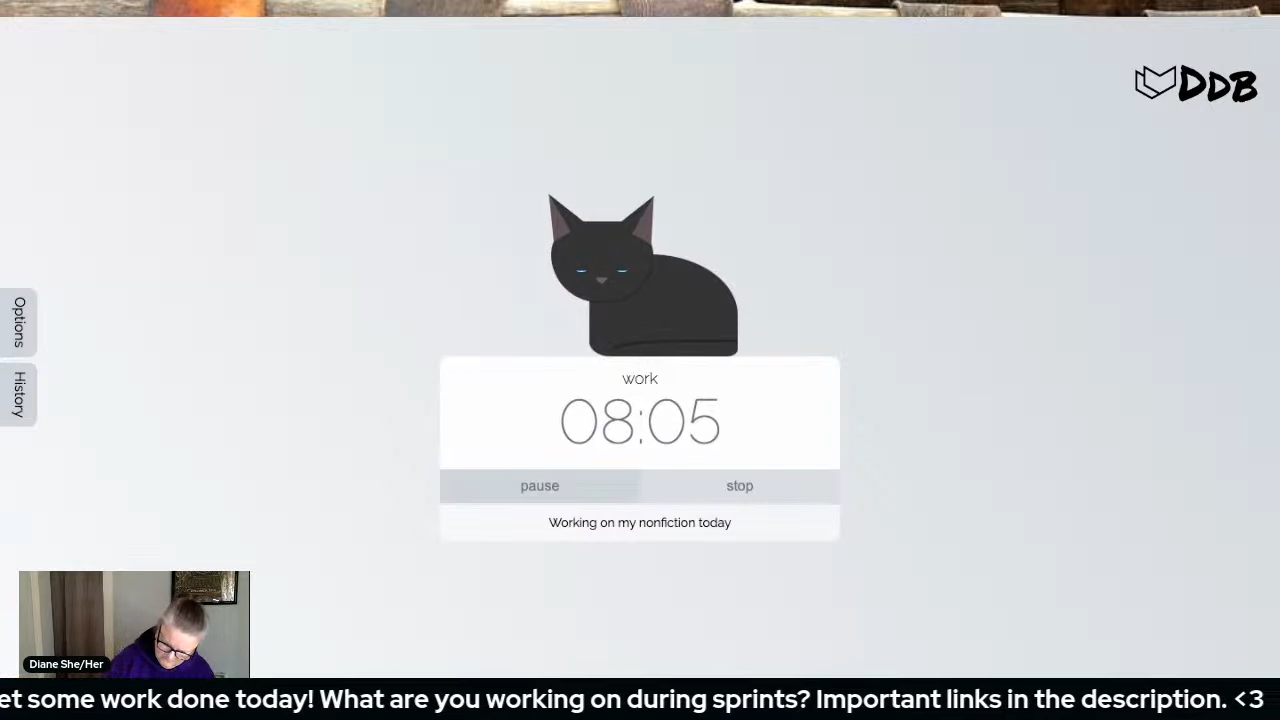 DDB
Options
History
work
08:05
pause
stop
Working on my nonfiction today
Diane She/Her
et some work done today! What are you working on during sprints? Important links in the description. <3